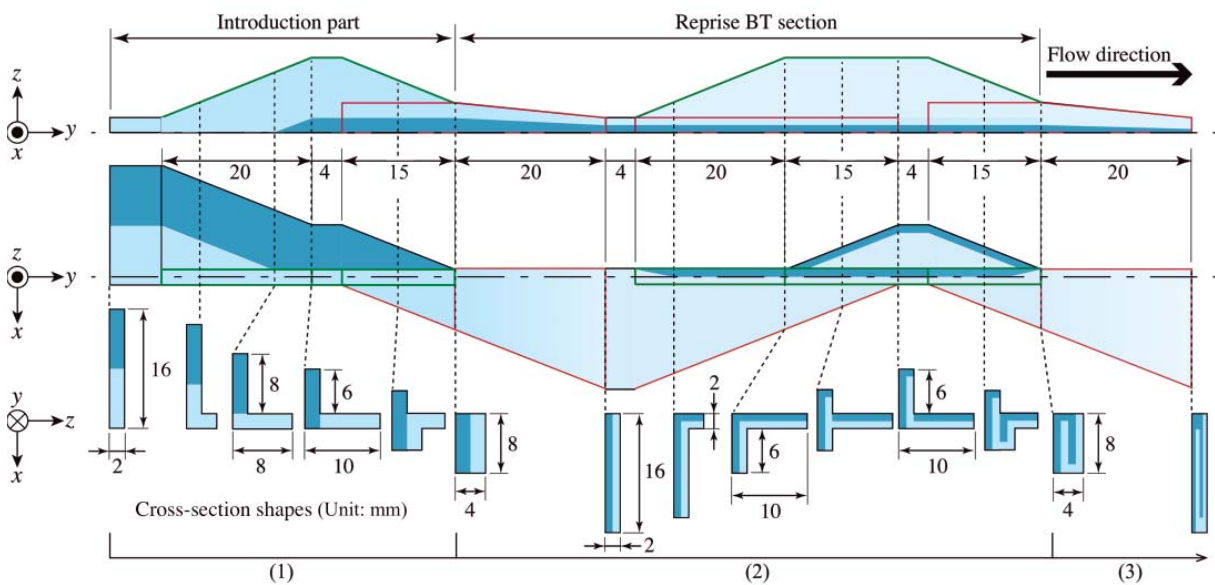 Introduction part
Reprise BT section
Flow direction
z
y
x
20
4
15
20
4
20
15
4
15
20
z
y
x
16
8
6
2
8
y
z
x
2
8
10
4
16
6
10
2
6
10
8
4
Cross-section shapes (Unit: mm)
(1)
(2)
(3)